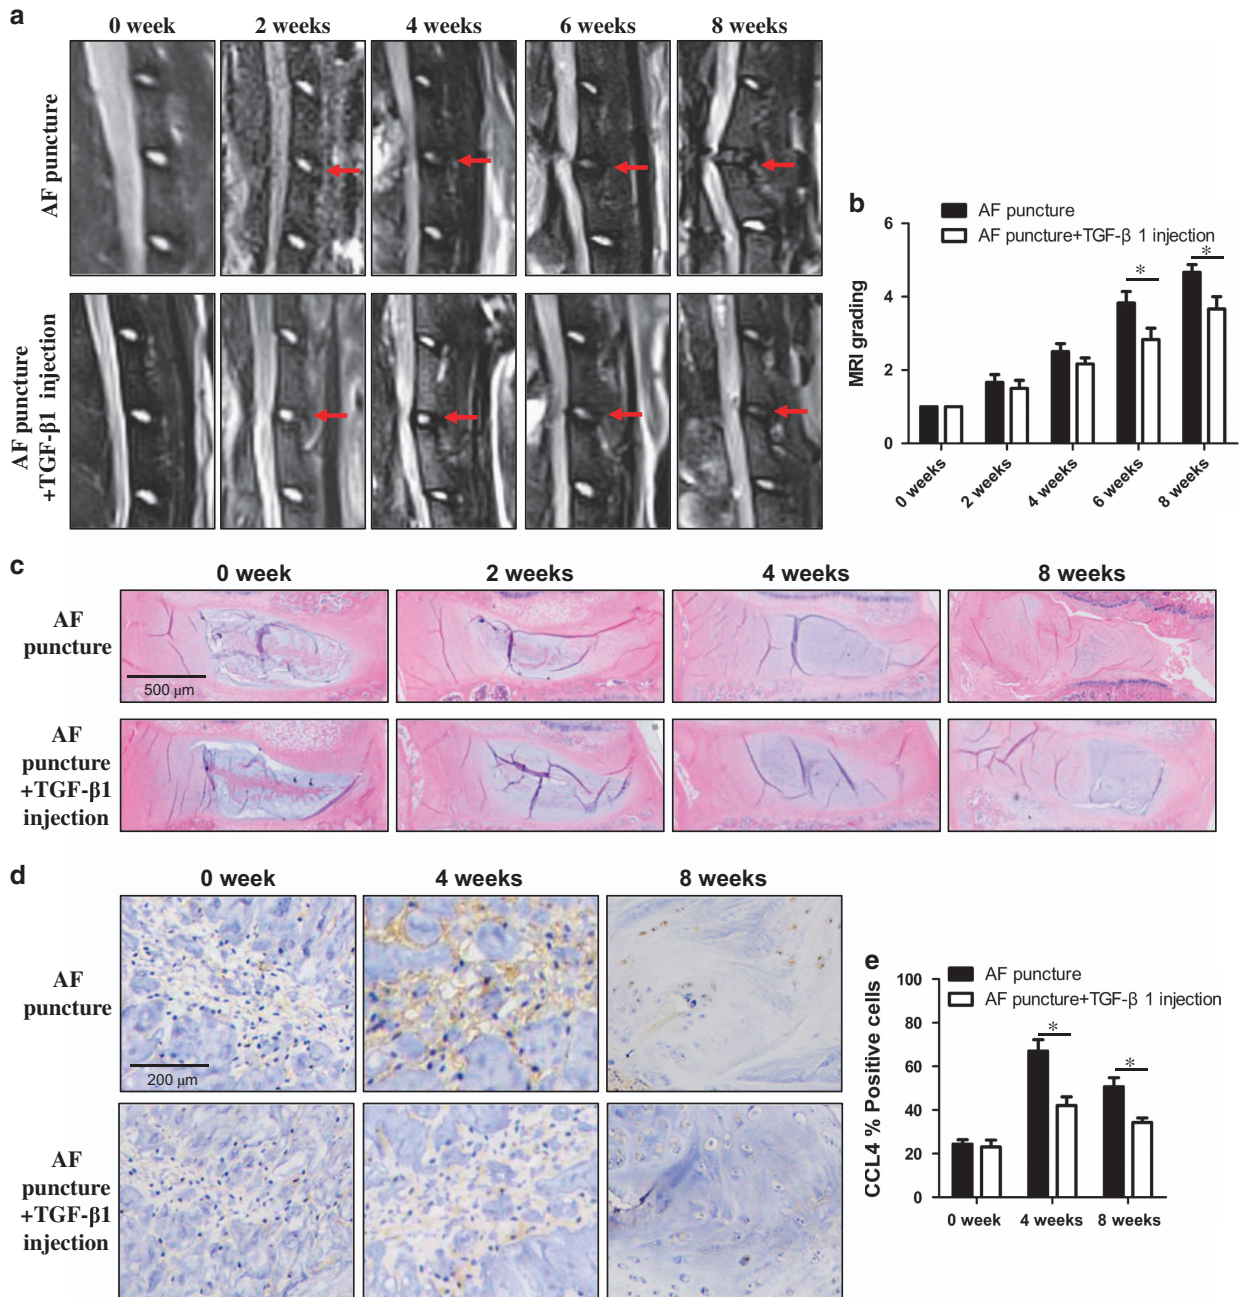 a
0 week 2 weeks 4 weeks 6 weeks 8 weeks
AF puncture
AF puncture
+TGF-β1 injection
b
AF puncture
AF puncture+TGF-β 1 injection
MRI grading
6
4
2
0
* *
0 weeks 2 weeks 4 weeks 6 weeks 8 weeks
c
0 week 2 weeks 4 weeks 8 weeks
AF
puncture
500 µm
AF
puncture
+TGF-β1
injection
d
0 week 4 weeks 8 weeks
AF
puncture
200 µm
AF
puncture
+TGF-β1
injection
e
AF puncture
AF puncture+TGF-β 1 injection
CCL4 % Positive cells
100
80
60
40
20
0
* *
0 week 4 weeks 8 weeks